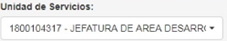 Unidad de Servicios:
1800104317 - JEFATURA DE AREA DESARR